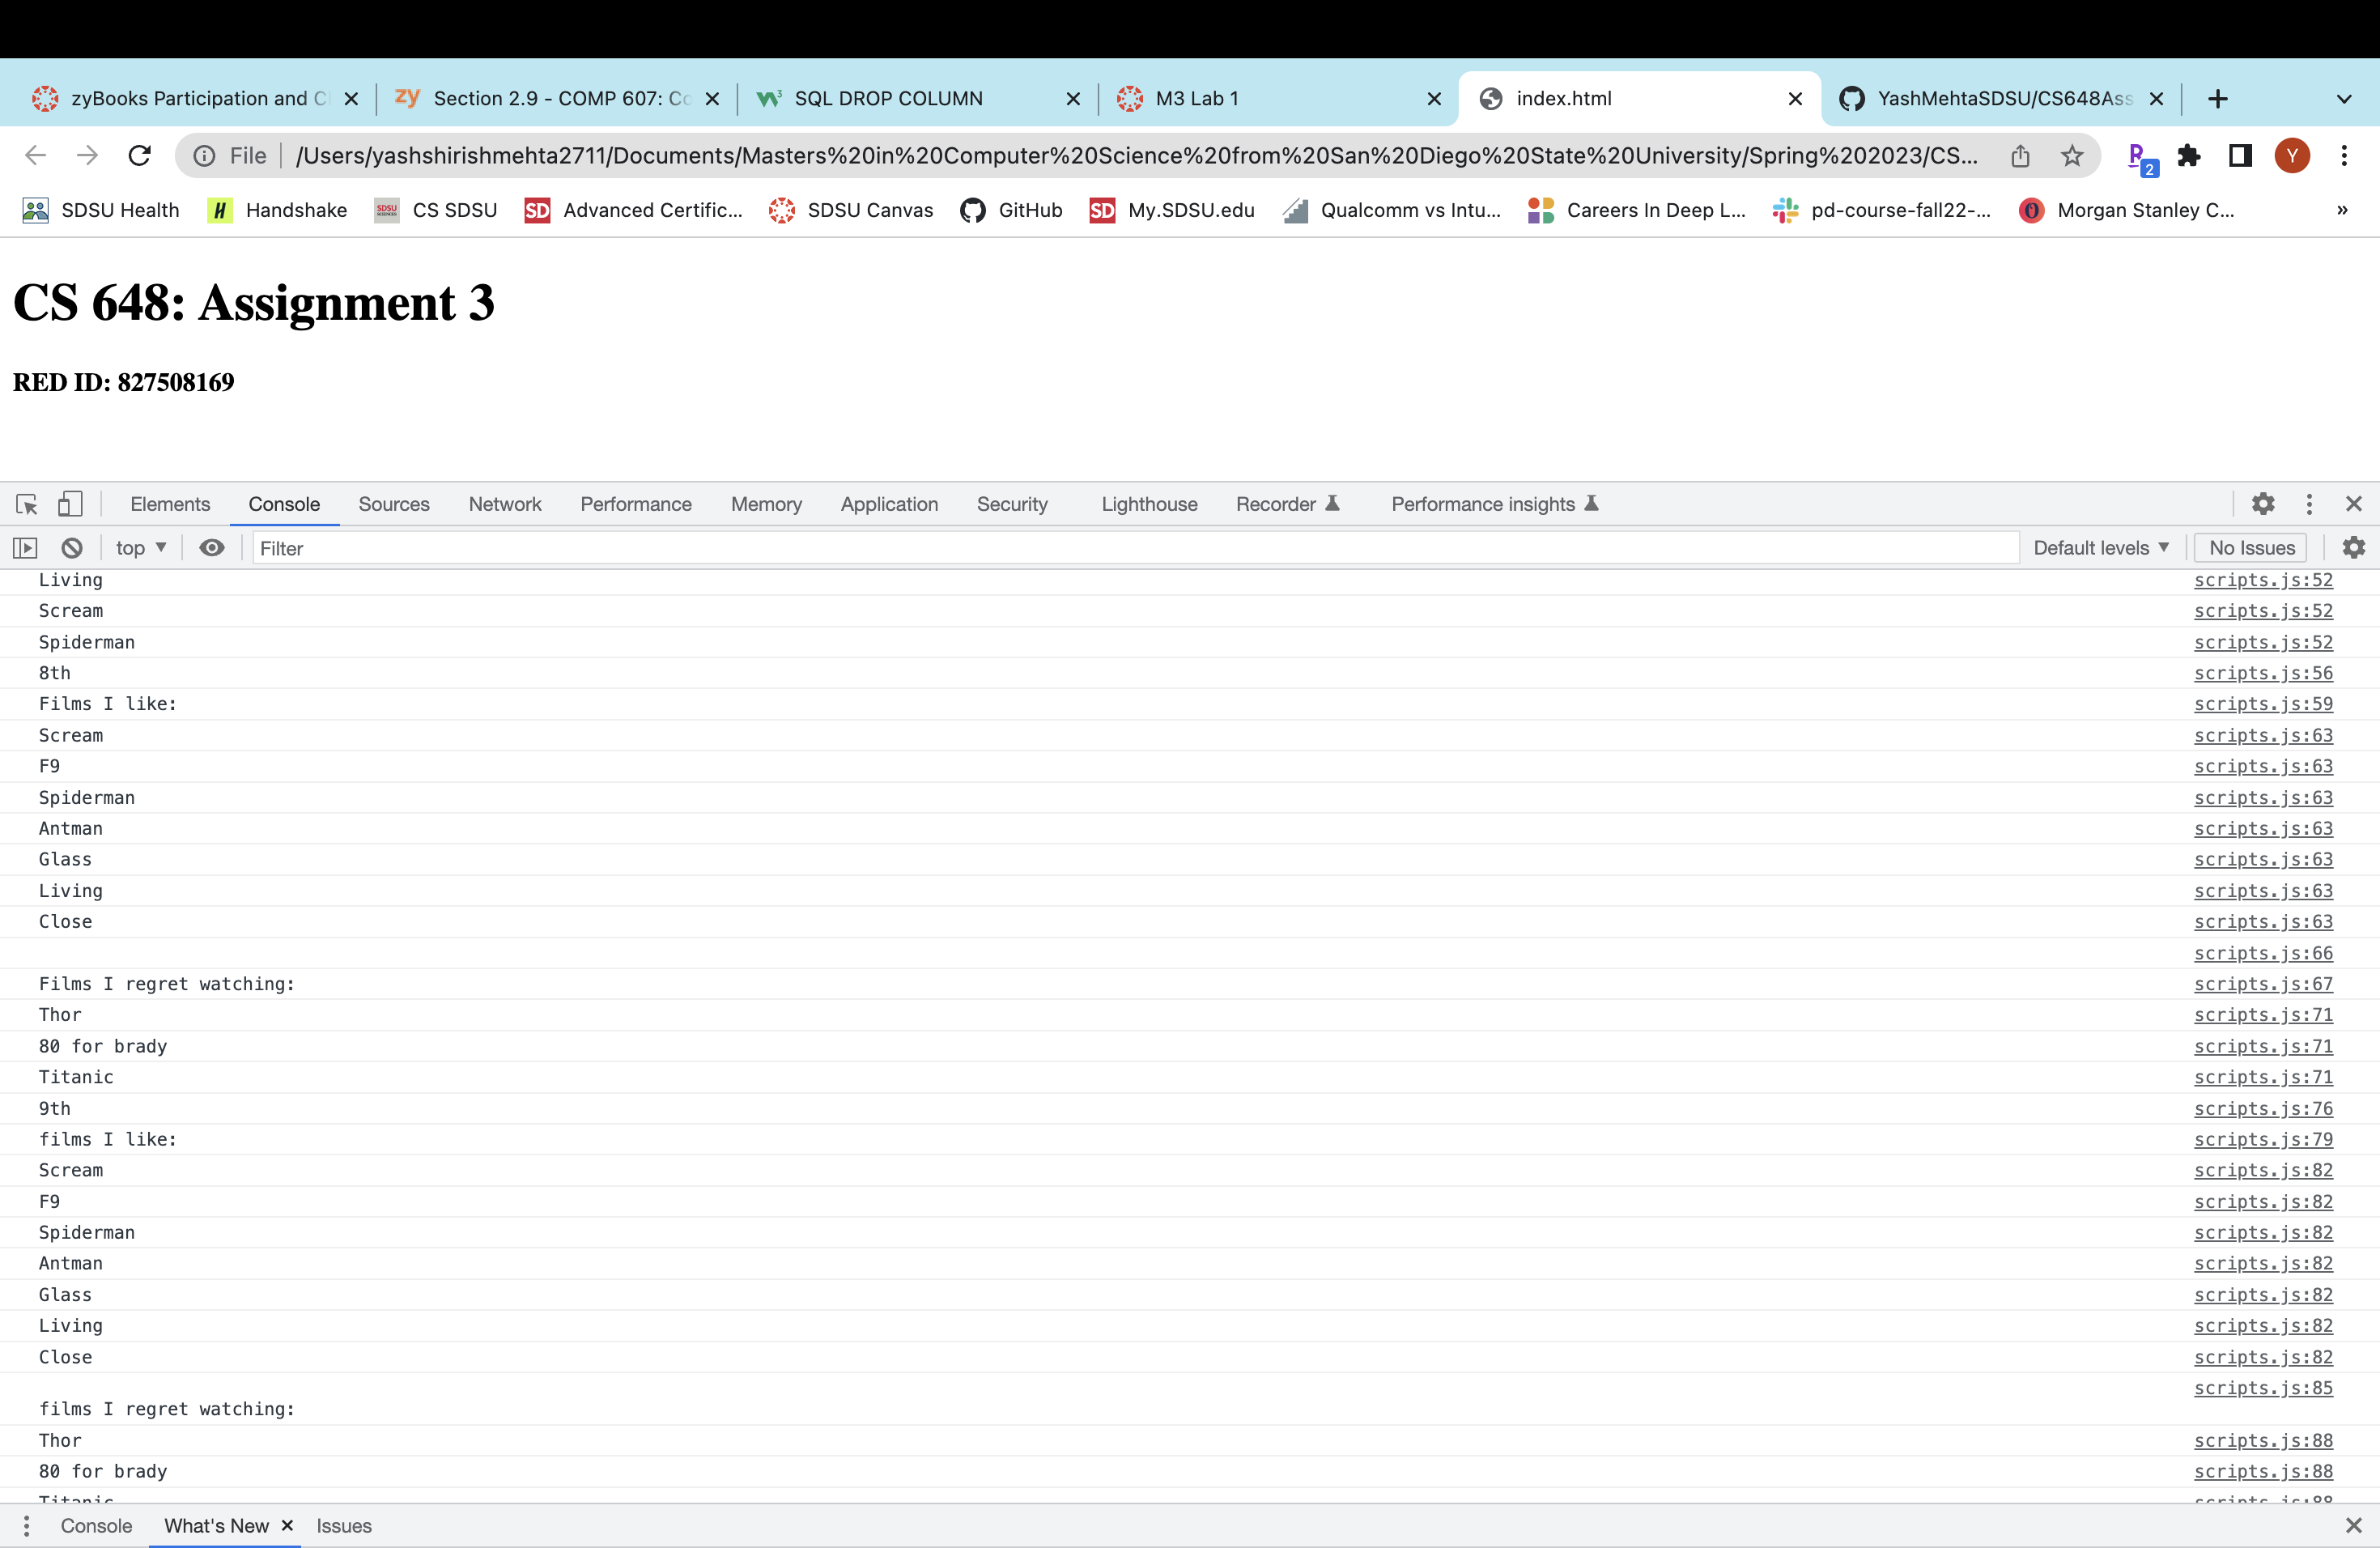 zyBooks Participation and C
zy Section 2.9 - COMP 607: Co
SQL DROP COLUMN
M3 Lab 1
index.html
YashMehtaSDSU/CS648Ass
File /Users/yashshirishmehta2711/Documents/Masters%20in%20Computer%20Science%20from%20San%20Diego%20State%20University/Spring%202023/CS...
2
Y
SDSU Health
H Handshake
SDSU CS SDSU
SD Advanced Certific...
SDSU Canvas
GitHub
SD My.SDSU.edu
Qualcomm vs Intu...
Careers In Deep L...
pd-course-fall22-...
Morgan Stanley C...
»
CS 648: Assignment 3
RED ID: 827508169
Elements Console Sources Network Performance Memory Application Security Lighthouse Recorder Performance insights
top Filter Default levels No Issues
Living scripts.js:52
Scream scripts.js:52
Spiderman scripts.js:52
8th scripts.js:56
Films I like: scripts.js:59
Scream scripts.js:63
F9 scripts.js:63
Spiderman scripts.js:63
Antman scripts.js:63
Glass scripts.js:63
Living scripts.js:63
Close scripts.js:63
scripts.js:66
Films I regret watching: scripts.js:67
Thor scripts.js:71
80 for brady scripts.js:71
Titanic scripts.js:71
9th scripts.js:76
films I like: scripts.js:79
Scream scripts.js:82
F9 scripts.js:82
Spiderman scripts.js:82
Antman scripts.js:82
Glass scripts.js:82
Living scripts.js:82
Close scripts.js:82
scripts.js:85
films I regret watching:
Thor scripts.js:88
80 for brady scripts.js:88
Titanic scripts.js:88
Console What's New Issues